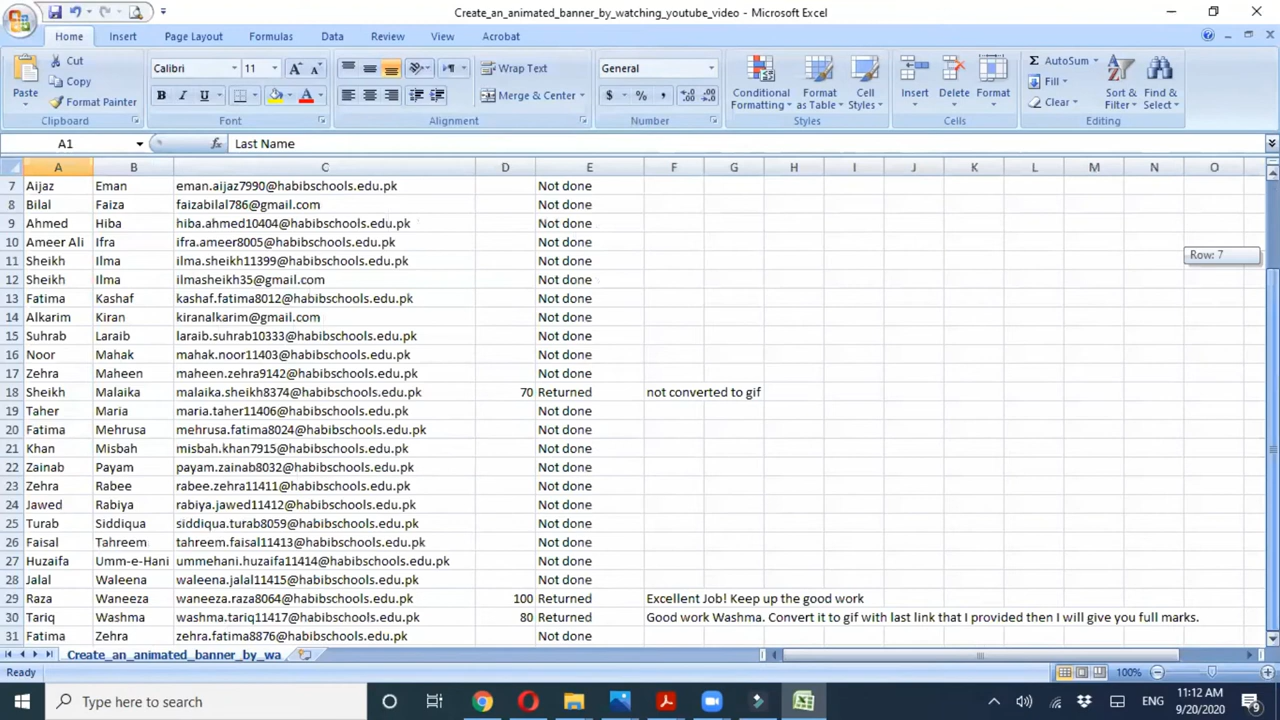 Create_an_animated_banner_by_watching_youtube_video - Microsoft Excel
Home Insert Page Layout Formulas Data Review View Acrobat
Paste Cut Copy Format Painter Clipboard
Calibri 11 A A B I U A Font
Wrap Text Merge & Center Alignment
General $ % , Number
Conditional Formatting Format as Table Cell Styles Styles
Insert Delete Format Cells
Σ AutoSum Fill Clear Sort & Filter Find & Select Editing
A1 fx Last Name
A B C D E F G H I J K L M N O
7 Aijaz Eman eman.aijaz7990@habibschools.edu.pk Not done
8 Bilal Faiza faizabilal786@gmail.com Not done
9 Ahmed Hiba hiba.ahmed10404@habibschools.edu.pk Not done
10 Ameer Ali Ifra ifra.ameer8005@habibschools.edu.pk Not done
11 Sheikh Ilma ilma.sheikh11399@habibschools.edu.pk Not done
Row: 7
12 Sheikh Ilma ilmasheikh35@gmail.com Not done
13 Fatima Kashaf kashaf.fatima8012@habibschools.edu.pk Not done
14 Alkarim Kiran kiranalkarim@gmail.com Not done
15 Suhrab Laraib laraib.suhrab10333@habibschools.edu.pk Not done
16 Noor Mahak mahak.noor11403@habibschools.edu.pk Not done
17 Zehra Maheen maheen.zehra9142@habibschools.edu.pk Not done
18 Sheikh Malaika malaika.sheikh8374@habibschools.edu.pk 70 Returned not converted to gif
19 Taher Maria maria.taher11406@habibschools.edu.pk Not done
20 Fatima Mehrusa mehrusa.fatima8024@habibschools.edu.pk Not done
21 Khan Misbah misbah.khan7915@habibschools.edu.pk Not done
22 Zainab Payam payam.zainab8032@habibschools.edu.pk Not done
23 Zehra Rabee rabee.zehra11411@habibschools.edu.pk Not done
24 Jawed Rabiya rabiya.jawed11412@habibschools.edu.pk Not done
25 Turab Siddiqua siddiqua.turab8059@habibschools.edu.pk Not done
26 Faisal Tahreem tahreem.faisal11413@habibschools.edu.pk Not done
27 Huzaifa Umm-e-Hani ummehani.huzaifa11414@habibschools.edu.pk Not done
28 Jalal Waleena waleena.jalal11415@habibschools.edu.pk Not done
29 Raza Waneeza waneeza.raza8064@habibschools.edu.pk 100 Returned Excellent Job! Keep up the good work
30 Tariq Washma washma.tariq11417@habibschools.edu.pk 80 Returned Good work Washma. Convert it to gif with last link that I provided then I will give you full marks.
31 Fatima Zehra zehra.fatima8876@habibschools.edu.pk Not done
Create_an_animated_banner_by_wa
Ready 100%
Type here to search ENG 11:12 AM
9/20/2020 9